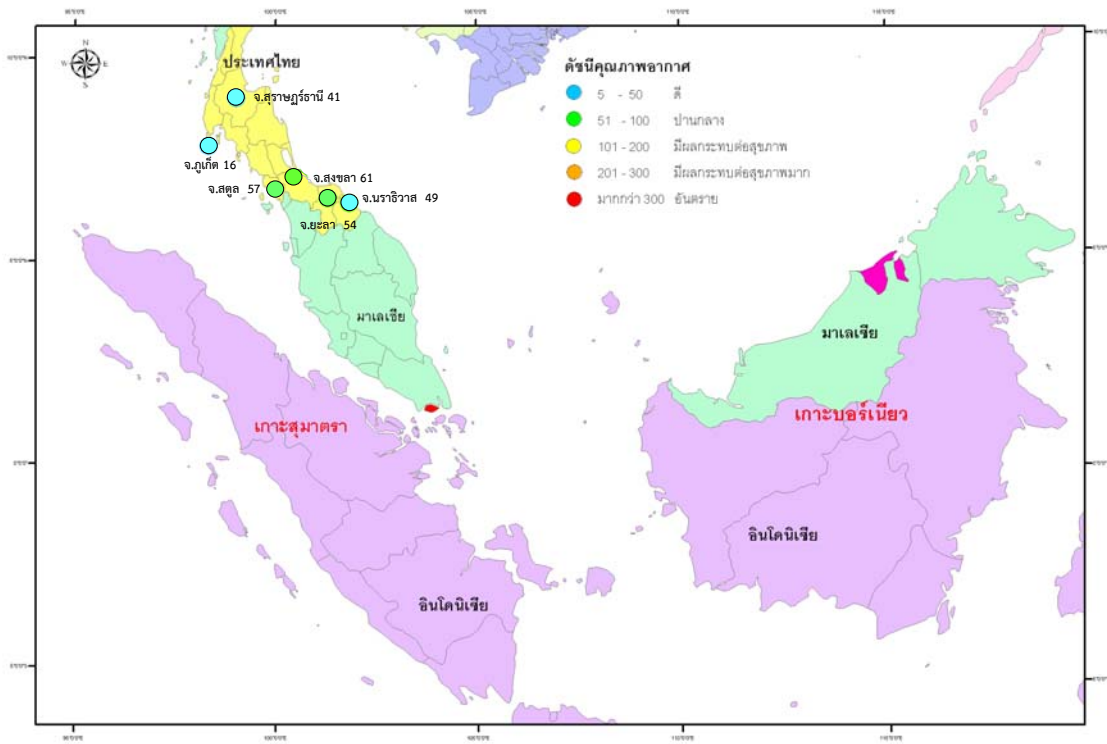 N
W
E
S
ประเทศไทย
จ.สุราษฏร์ธานี 41
จ.ภูเก็ต 16
จ.สงขลา 61
จ.สตูล 57
จ.นราธิวาส 49
จ.ยะลา 54
ดัชนีคุณภาพอากาศ
5 - 50 ดี
51 - 100 ปานกลาง
101 - 200 มีผลกระทบต่อสุขภาพ
201 - 300 มีผลกระทบต่อสุขภาพมาก
มากกว่า 300 อันตราย
มาเลเซีย
มาเลเซีย
เกาะสุมาตรา
เกาะบอร์เนียว
อินโดนิเซีย
อินโดนิเซีย